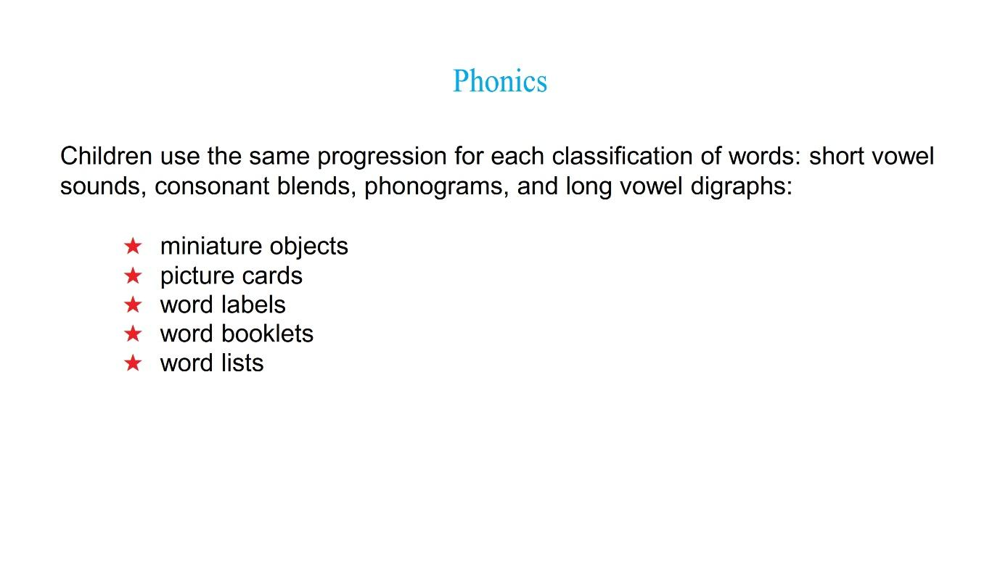 Phonics
Children use the same progression for each classification of words: short vowel
sounds, consonant blends, phonograms, and long vowel digraphs:
★ miniature objects
★ picture cards
★ word labels
★ word booklets
★ word lists